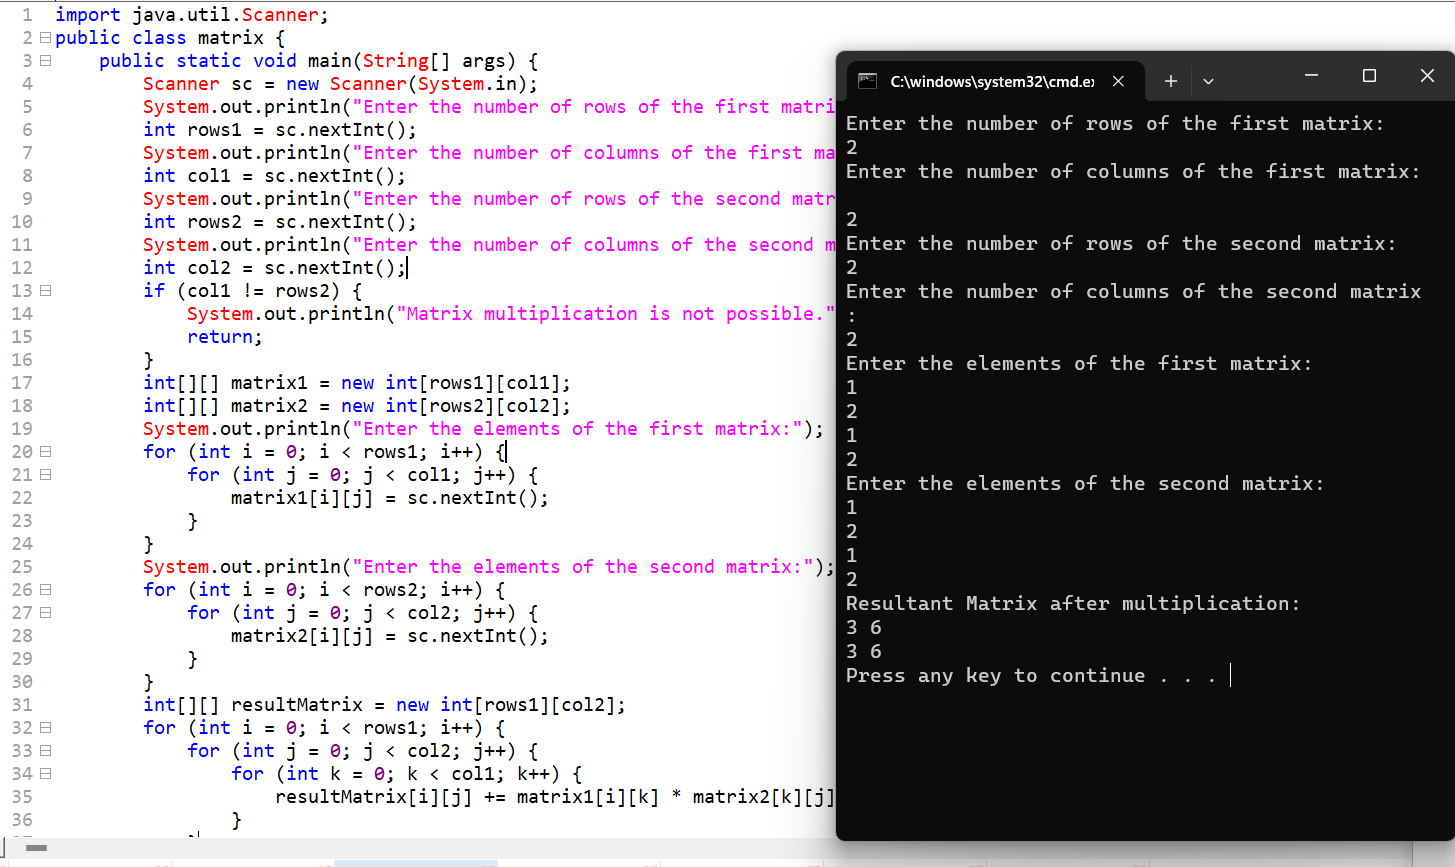 1 import java.util.Scanner;
2 public class matrix {
3 public static void main(String[] args) {
4 Scanner sc = new Scanner(System.in);
5 System.out.println("Enter the number of rows of the first matri
6 int rows1 = sc.nextInt();
7 System.out.println("Enter the number of columns of the first ma
8 int col1 = sc.nextInt();
9 System.out.println("Enter the number of rows of the second matr
10 int rows2 = sc.nextInt();
11 System.out.println("Enter the number of columns of the second m
12 int col2 = sc.nextInt();
13 if (col1 != rows2) {
14 System.out.println("Matrix multiplication is not possible."
15 return;
16 }
17 int[][] matrix1 = new int[rows1][col1];
18 int[][] matrix2 = new int[rows2][col2];
19 System.out.println("Enter the elements of the first matrix:");
20 for (int i = 0; i < rows1; i++) {
21 for (int j = 0; j < col1; j++) {
22 matrix1[i][j] = sc.nextInt();
23 }
24 }
25 System.out.println("Enter the elements of the second matrix:");
26 for (int i = 0; i < rows2; i++) {
27 for (int j = 0; j < col2; j++) {
28 matrix2[i][j] = sc.nextInt();
29 }
30 }
31 int[][] resultMatrix = new int[rows1][col2];
32 for (int i = 0; i < rows1; i++) {
33 for (int j = 0; j < col2; j++) {
34 for (int k = 0; k < col1; k++) {
35 resultMatrix[i][j] += matrix1[i][k] * matrix2[k][j]
36 }
C:\windows\system32\cmd.e
Enter the number of rows of the first matrix:
2
Enter the number of columns of the first matrix:
2
Enter the number of rows of the second matrix:
2
Enter the number of columns of the second matrix
:
2
Enter the elements of the first matrix:
1
2
1
2
Enter the elements of the second matrix:
1
2
1
2
Resultant Matrix after multiplication:
3 6
3 6
Press any key to continue . . .